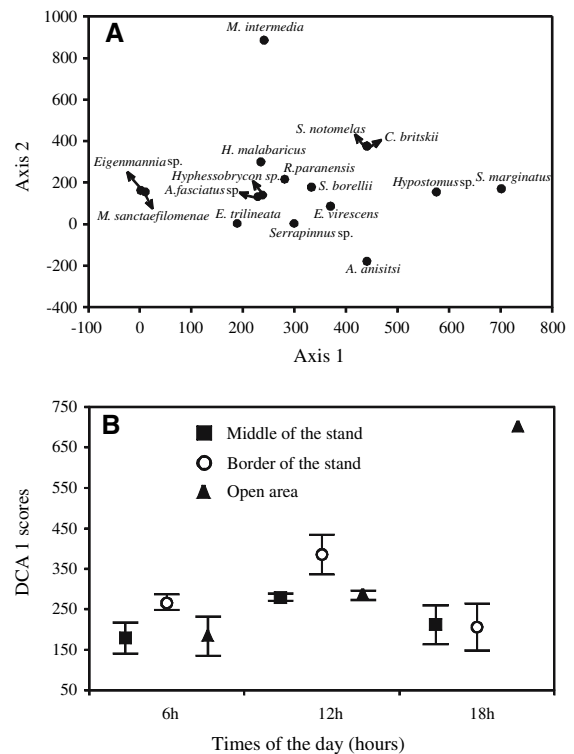 A
1000
800
600
400
200
0
-200
-400
-100 0 100 200 300 400 500 600 700 800
Axis 2
Axis 1
M. intermedia
S. notomelas
C. britskii
H. malabaricus
Eigenmannia sp.
Hyphessobrycon sp.
R.paranensis
A.fasciatus sp.
S. borellii
Hypostomus sp.
S. marginatus
M. sanctaefilomenae
E. trilineata
E. virescens
Serrapinnus sp.
A. anisitsi
B
750
650
550
450
350
250
150
50
DCA 1 scores
Middle of the stand
Border of the stand
Open area
6h 12h 18h
Times of the day (hours)